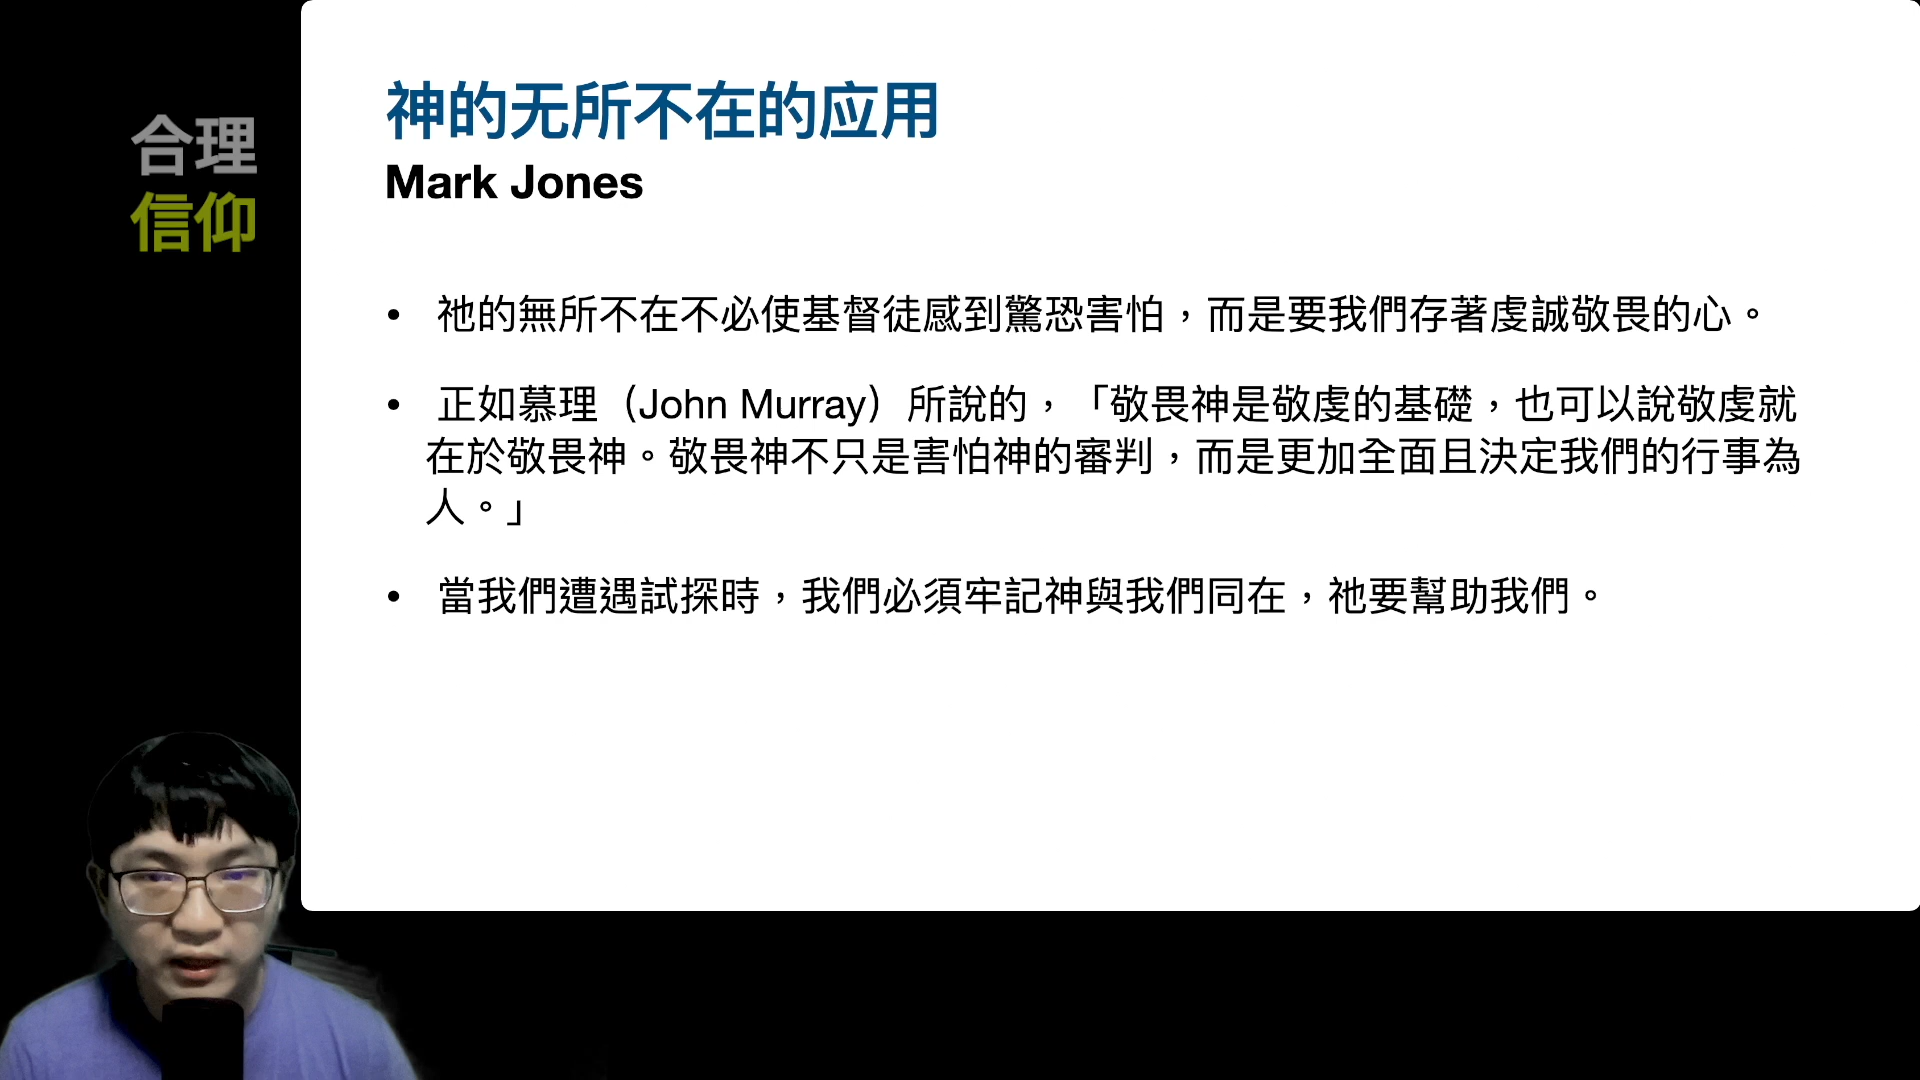 合理
信仰
神的无所不在的应用
Mark Jones
• 祂的無所不在不必使基督徒感到驚恐害怕，而是要我們存著虔誠敬畏的心。
• 正如慕理（John Murray）所說的，「敬畏神是敬虔的基礎，也可以說敬虔就
在於敬畏神。敬畏神不只是害怕神的審判，而是更加全面且決定我們的行事為
人。」
• 當我們遭遇試探時，我們必須牢記神與我們同在，祂要幫助我們。